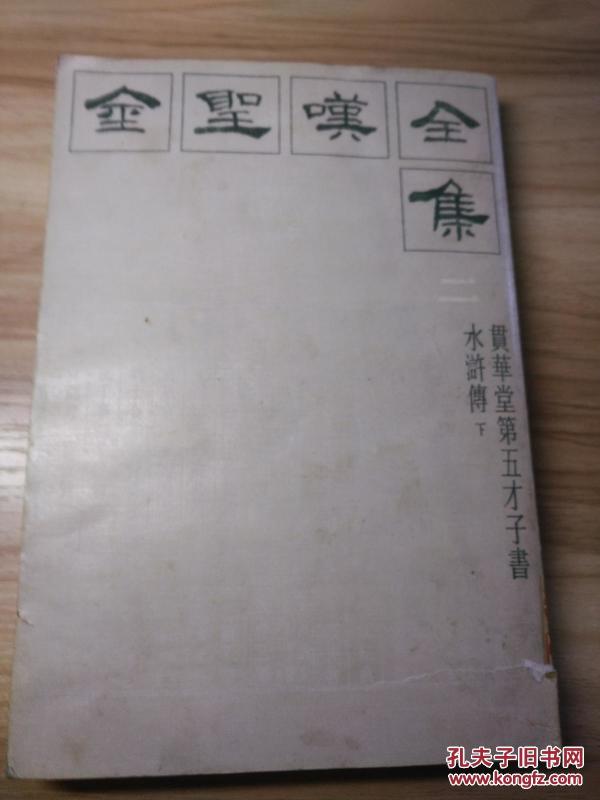 金聖嘆全
集
二
貫華堂第五才子書
水滸傳 下
孔夫子旧书网
www.kongfz.com